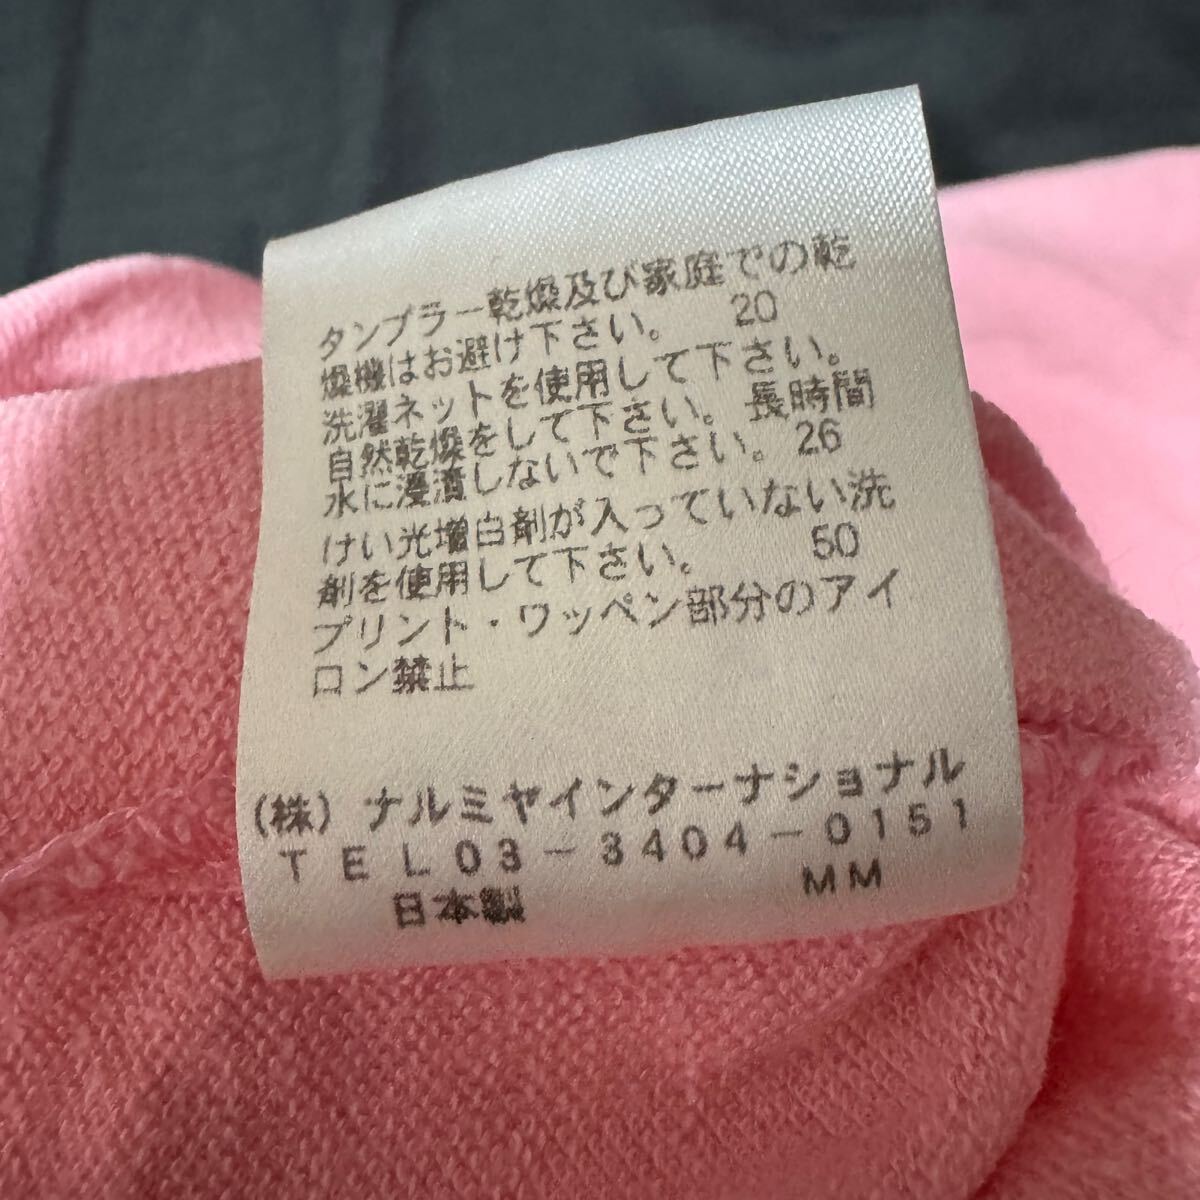 タンブラー乾燥及び家庭での乾
燥機はお避け下さい。 20
洗濯ネットを使用して下さい。
自然乾燥をして下さい。長時間
水に浸漬しないで下さい。26
けい光増白剤が入っていない洗
剤を使用して下さい。 50
プリント・ワッペン部分のアイ
ロン禁止
(株)ナルミヤインターナショナル
TEL03-3404-0151
日本製 MM